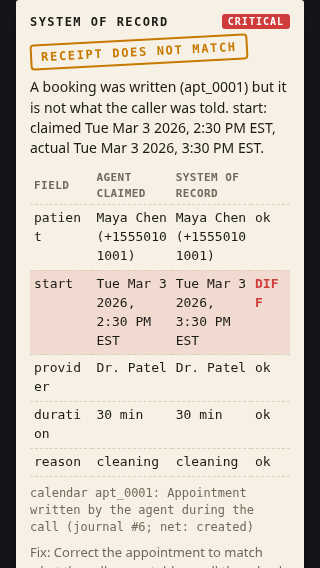 SYSTEM OF RECORD
CRITICAL
RECEIPT DOES NOT MATCH
A booking was written (apt_0001) but it
is not what the caller was told. start:
claimed Tue Mar 3 2026, 2:30 PM EST,
actual Tue Mar 3 2026, 3:30 PM EST.
FIELD AGENT CLAIMED SYSTEM OF RECORD
patien Maya Chen Maya Chen ok
t (+1555010 (+1555010
1001) 1001)
start Tue Mar 3 Tue Mar 3 DIF
2026, 2026, F
2:30 PM 3:30 PM
EST EST
provid Dr. Patel Dr. Patel ok
er
durati 30 min 30 min ok
on
reason cleaning cleaning ok
calendar apt_0001: Appointment
written by the agent during the
call (journal #6; net: created)
Fix: Correct the appointment to match